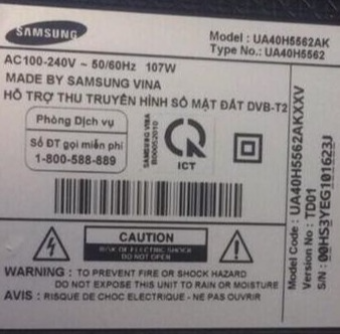 SAMSUNG
Model : UA40H5562AK
Type No.: UA40H5562
AC100-240V ~ 50/60Hz 107W
MADE BY SAMSUNG VINA
HỖ TRỢ THU TRUYỀN HÌNH SỐ MẶT ĐẤT DVB-T2
Phòng Dịch vụ
Số ĐT gọi miễn phí
1-800-588-889
SAMSUNG VINA
B00052010
ICT
CAUTION
RISK OF ELECTRIC SHOCK
DO NOT OPEN
WARNING : TO PREVENT FIRE OR SHOCK HAZARD
DO NOT EXPOSE THIS UNIT TO RAIN OR MOISTURE
AVIS : RISQUE DE CHOC ELECTRIQUE - NE PAS OUVRIR
Model Code : UA40H5562AKXXV
Version No : TD01
S/N : 00HS3YEG101623J